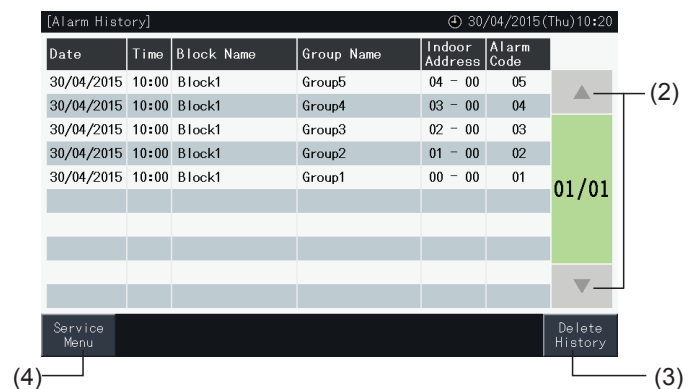 [Alarm History] 30/04/2015(Thu)10:20
Date Time Block Name Group Name Indoor Address Alarm Code
30/04/2015 10:00 Block1 Group5 04 - 00 05
30/04/2015 10:00 Block1 Group4 03 - 00 04
30/04/2015 10:00 Block1 Group3 02 - 00 03
30/04/2015 10:00 Block1 Group2 01 - 00 02
30/04/2015 10:00 Block1 Group1 00 - 00 01
01/01
(2)
Service
Menu
Delete
History
(4)
(3)